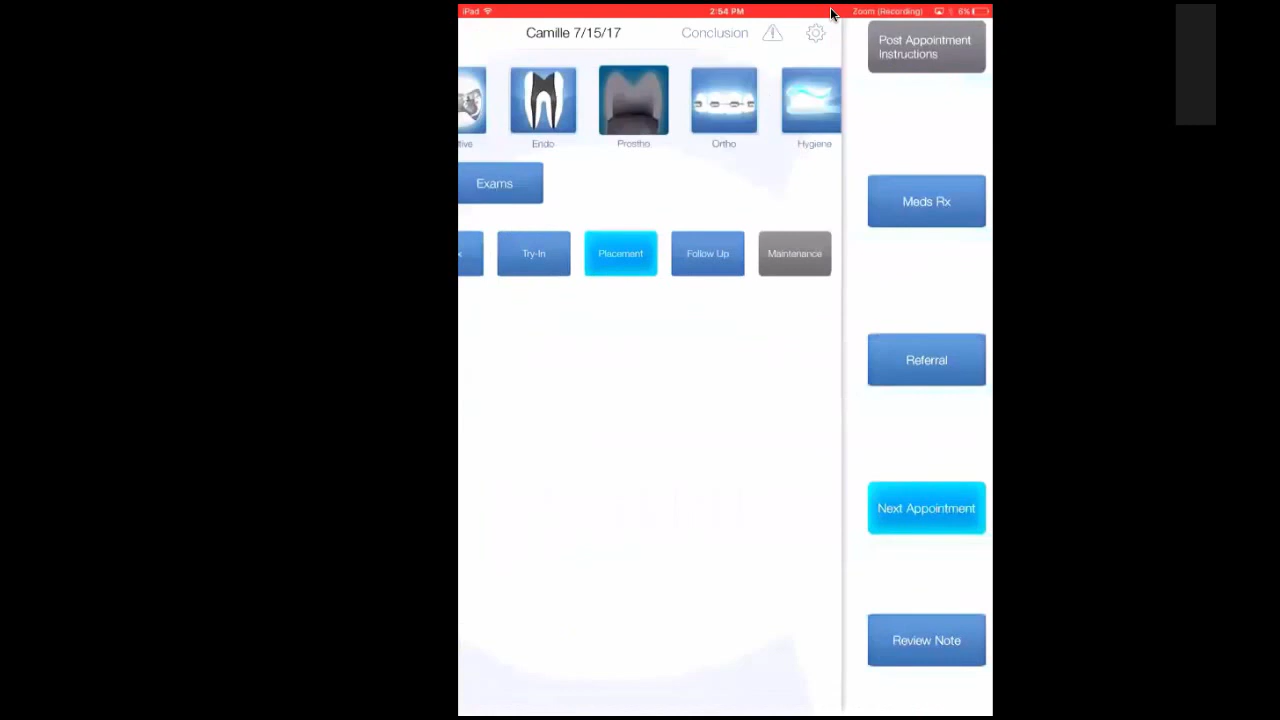 iPad 2:54 PM Zoom (Recording) 6%
Camille 7/15/17 Conclusion
Post Appointment
Instructions
tive Endo Prostho Ortho Hygiene
Exams
Meds Rx
x Try-In Placement Follow Up Maintenance
Referral
Next Appointment
Review Note